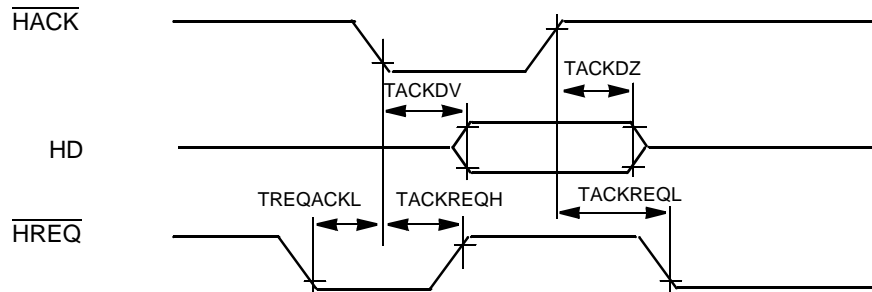 HACK
TACKDZ
TACKDV
HD
TREQACKL TACKREQH TACKREQL
HREQ